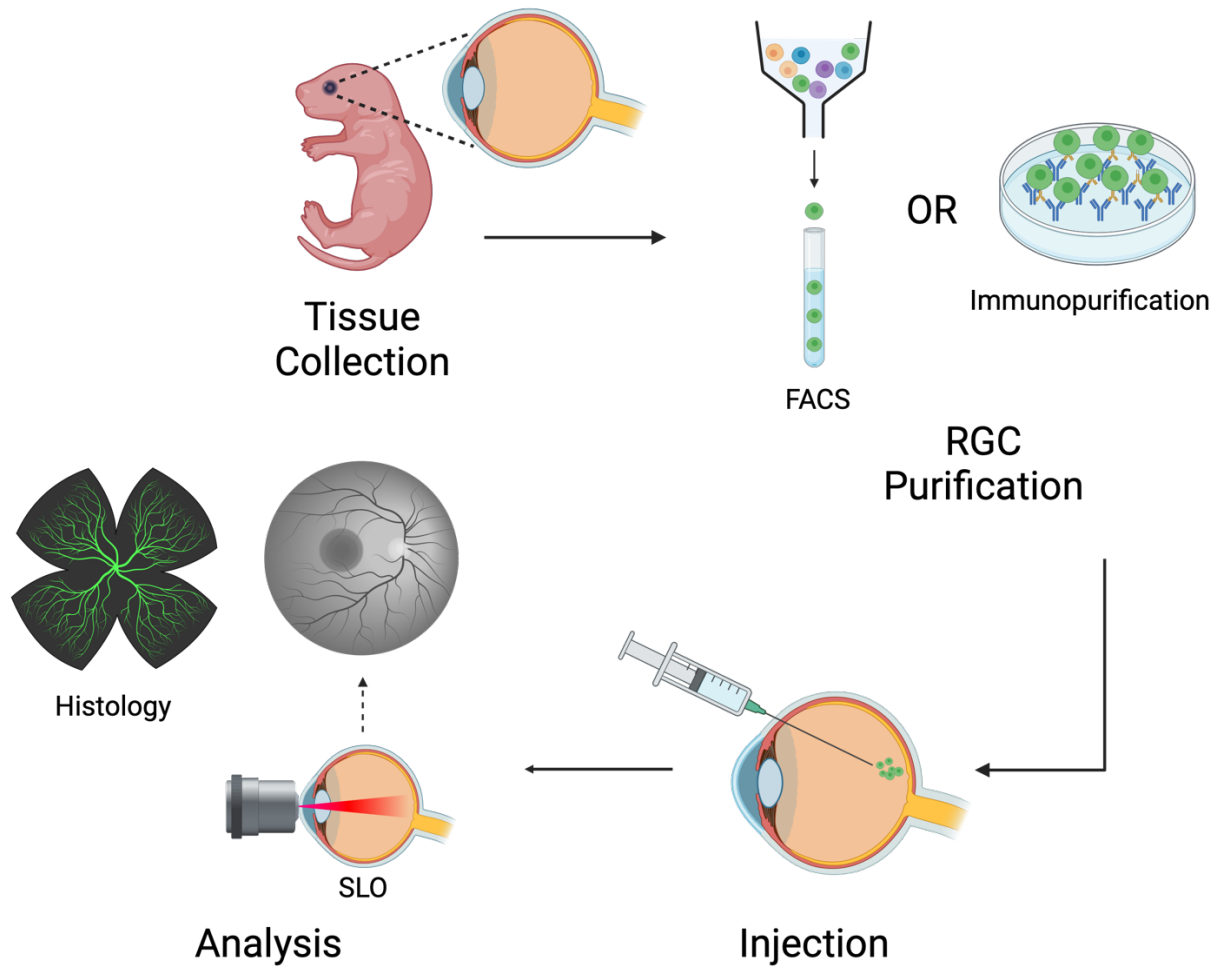 Tissue
Collection
OR
Immunopurification
FACS
RGC
Purification
Histology
SLO
Analysis
Injection